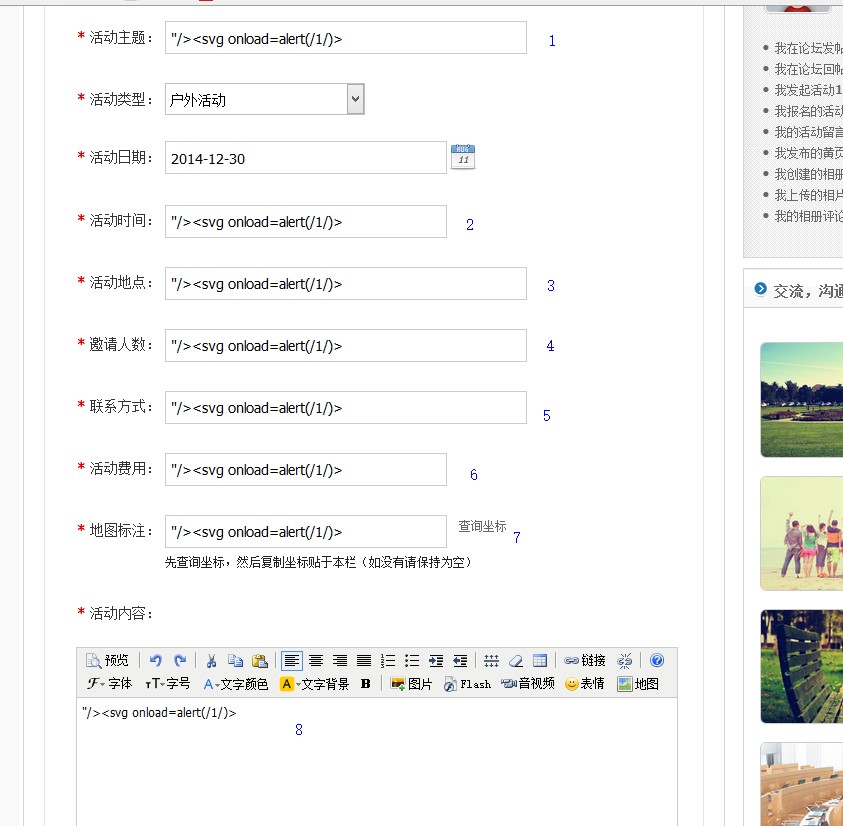 * 活动主题： "/><svg onload=alert(/1/)> 1
* 活动类型： 户外活动
* 活动日期： 2014-12-30 AUG 11
* 活动时间： "/><svg onload=alert(/1/)> 2
* 活动地点： "/><svg onload=alert(/1/)> 3
* 邀请人数： "/><svg onload=alert(/1/)> 4
* 联系方式： "/><svg onload=alert(/1/)> 5
* 活动费用： "/><svg onload=alert(/1/)> 6
* 地图标注： "/><svg onload=alert(/1/)> 查询坐标 7
先查询坐标，然后复制坐标贴于本栏（如没有请保持为空）
* 活动内容：
预览 链接
字体 字号 文字颜色 文字背景 B 图片 Flash 音视频 表情 地图
"/><svg onload=alert(/1/)>
8
我在论坛发帖
我在论坛回帖
我发起活动1
我报名的活动
我的活动留言
我发布的黄页
我创建的相册
我上传的相片
我的相册评论
交流，沟通